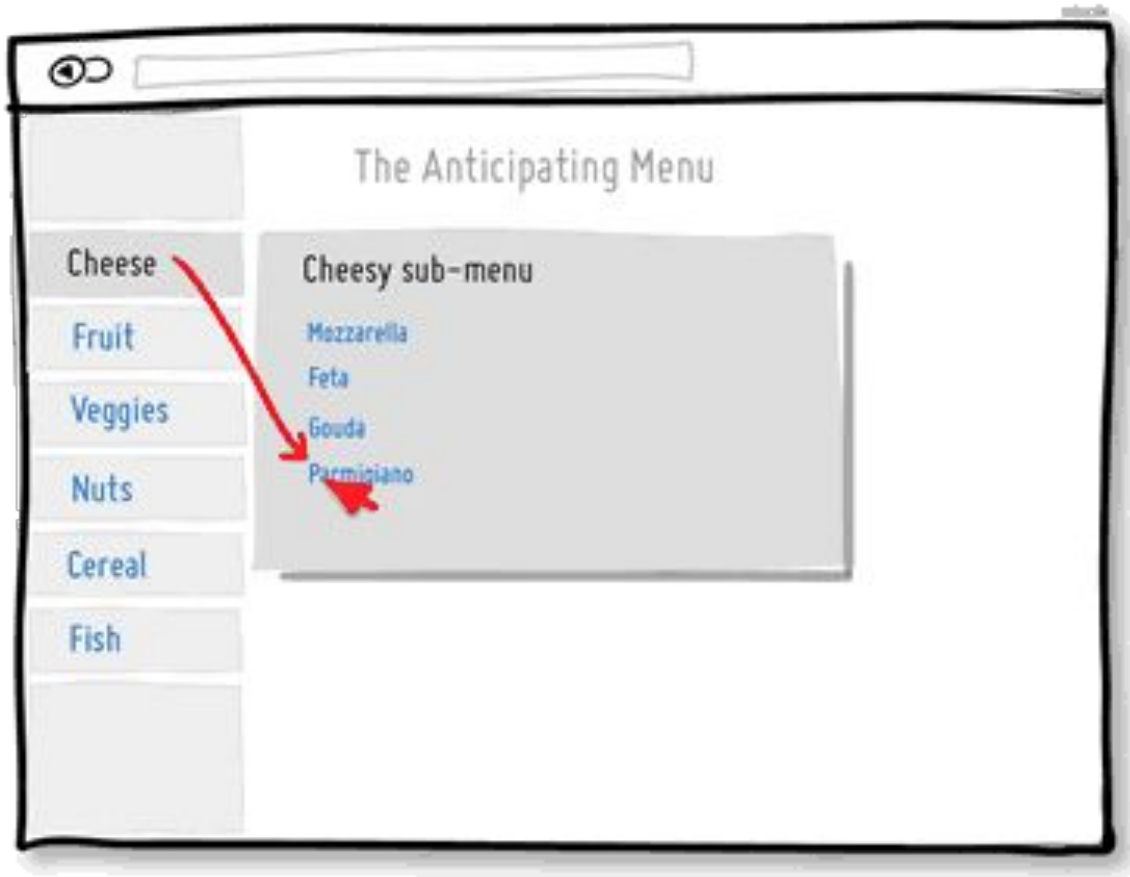 The Anticipating Menu
Cheese
Fruit
Veggies
Nuts
Cereal
Fish
Cheesy sub-menu
Mozzarella
Feta
Gouda
Parmigiano